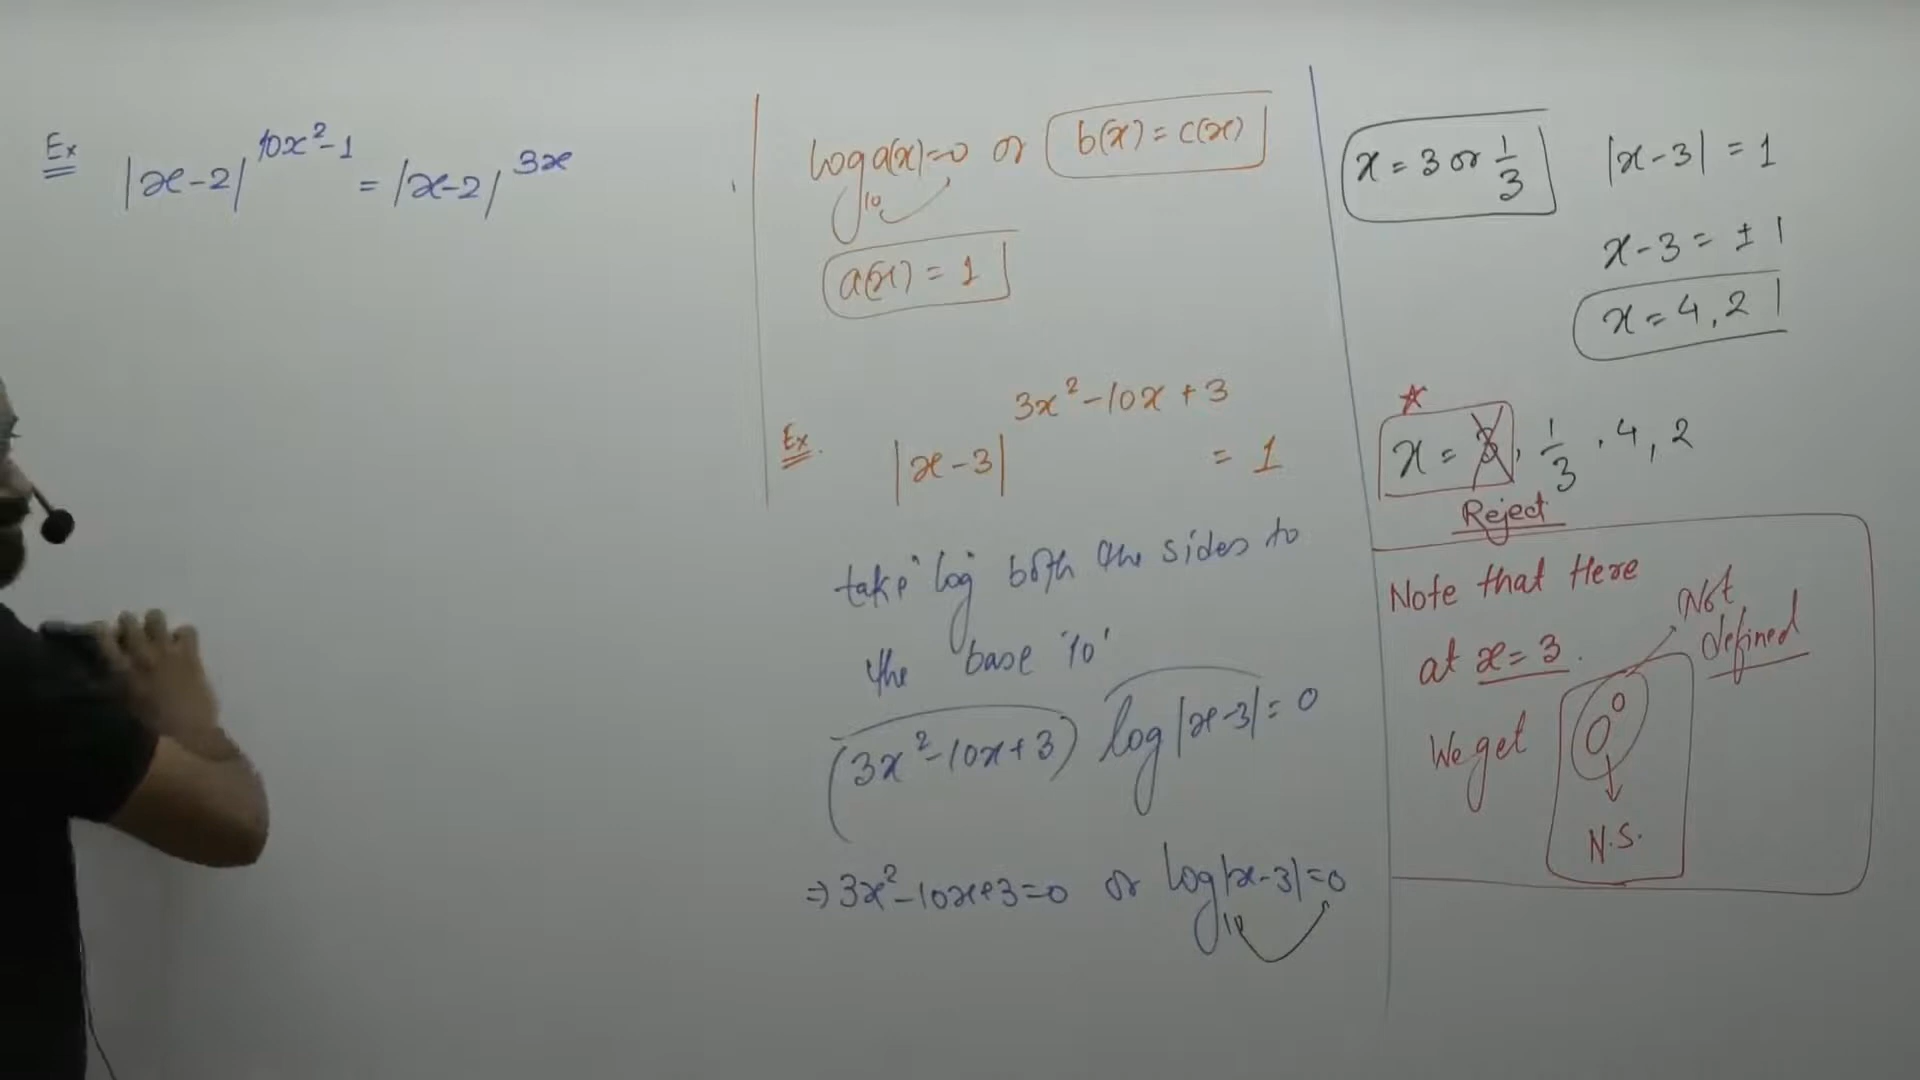 Ex |x-2|^{10x²-1} = |x-2|^{3x}
log₁₀ a(x)=0 or b(x) = c(x)
a(x) = 1
Ex. |x-3|^{3x²-10x+3} = 1
take "log" both the sides to
the base '10'
(3x²-10x+3) log|x-3| = 0
⇒ 3x²-10x+3=0 or log₁₀|x-3|=0
x = 3 or 1/3
|x-3| = 1
x-3 = ± 1
x = 4, 2
★
x = 3, 1/3, 4, 2
Reject
Note that Here
at x=3.
We get 0⁰
Not
defined
N.S.